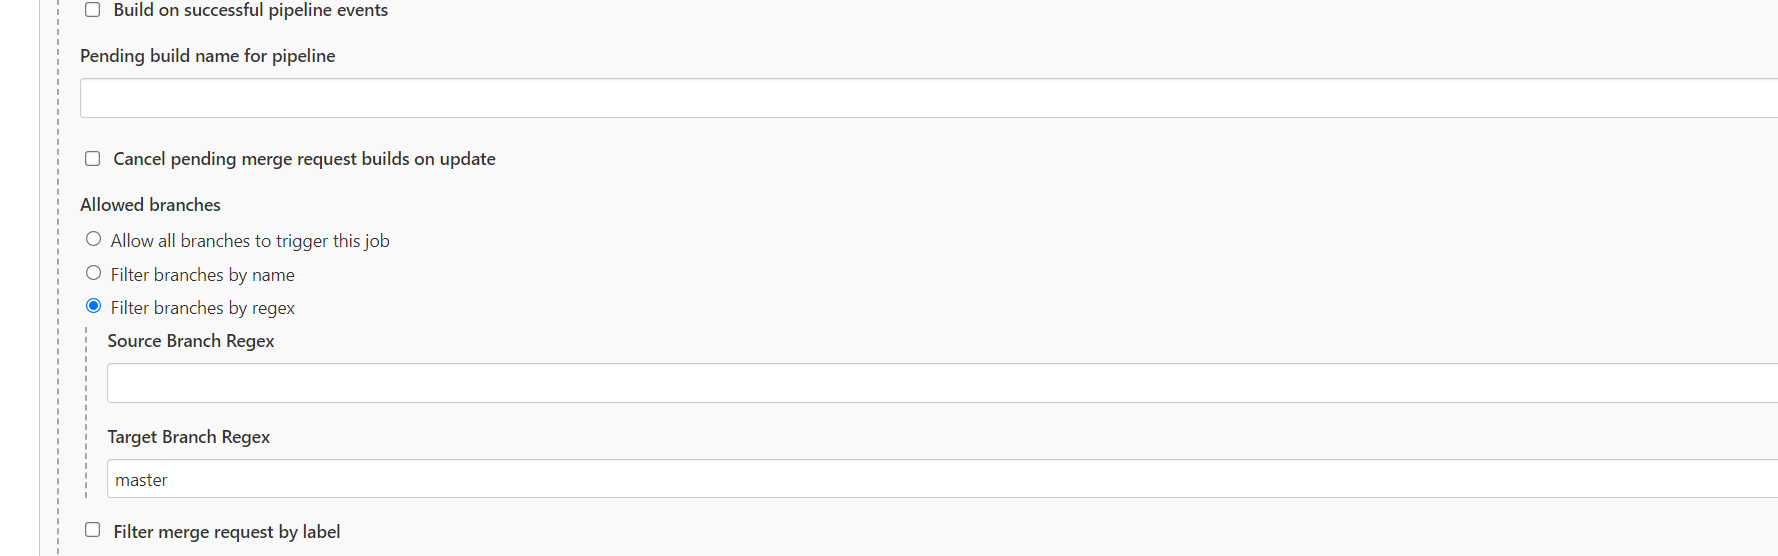 Build on successful pipeline events
Pending build name for pipeline
Cancel pending merge request builds on update
Allowed branches
Allow all branches to trigger this job
Filter branches by name
Filter branches by regex
Source Branch Regex
Target Branch Regex
master
Filter merge request by label